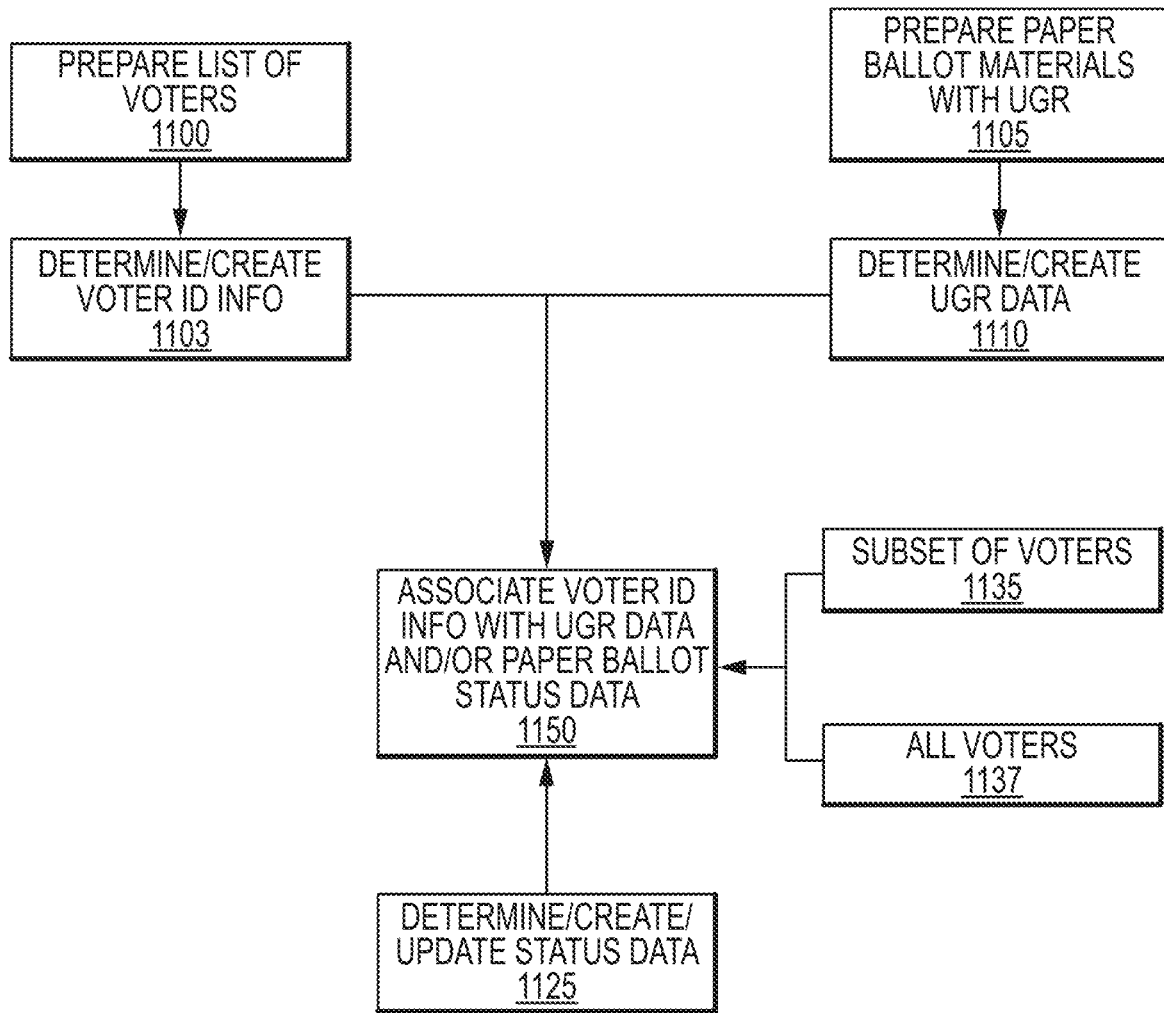 PREPARE LIST OF
VOTERS
1100
PREPARE PAPER
BALLOT MATERIALS
WITH UGR
1105
DETERMINE/CREATE
VOTER ID INFO
1103
DETERMINE/CREATE
UGR DATA
1110
ASSOCIATE VOTER ID
INFO WITH UGR DATA
AND/OR PAPER BALLOT
STATUS DATA
1150
SUBSET OF VOTERS
1135
ALL VOTERS
1137
DETERMINE/CREATE/
UPDATE STATUS DATA
1125